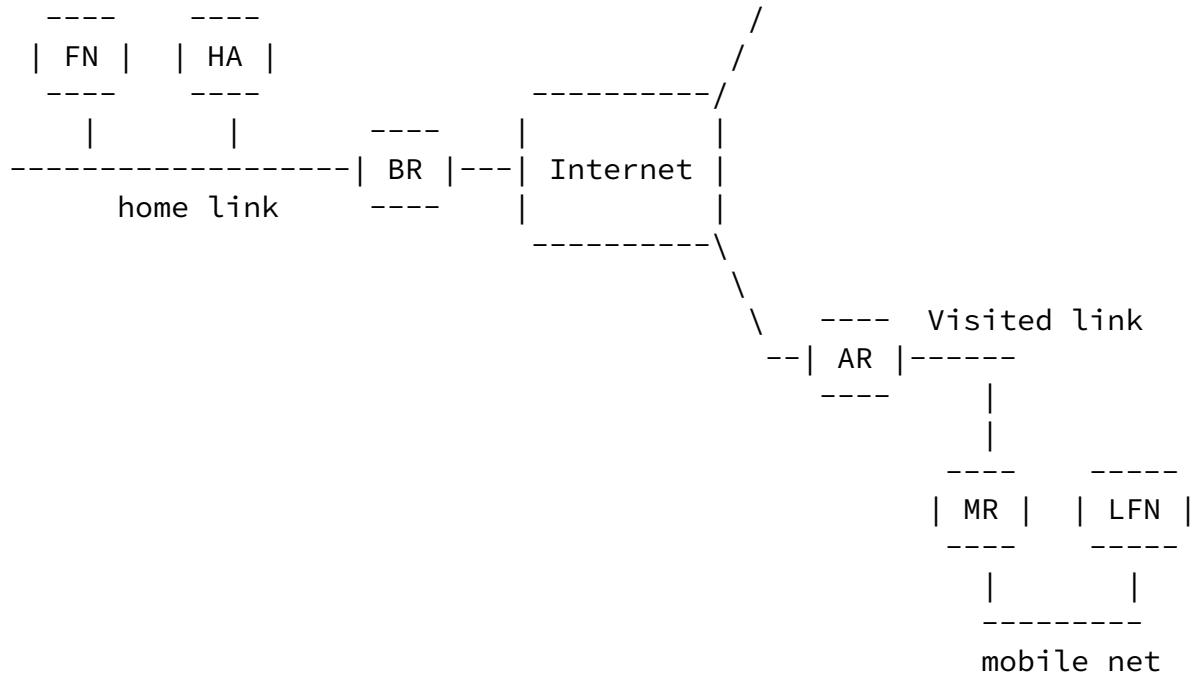 FN HA
BR Internet
home link
Visited link
AR
MR LFN
mobile net